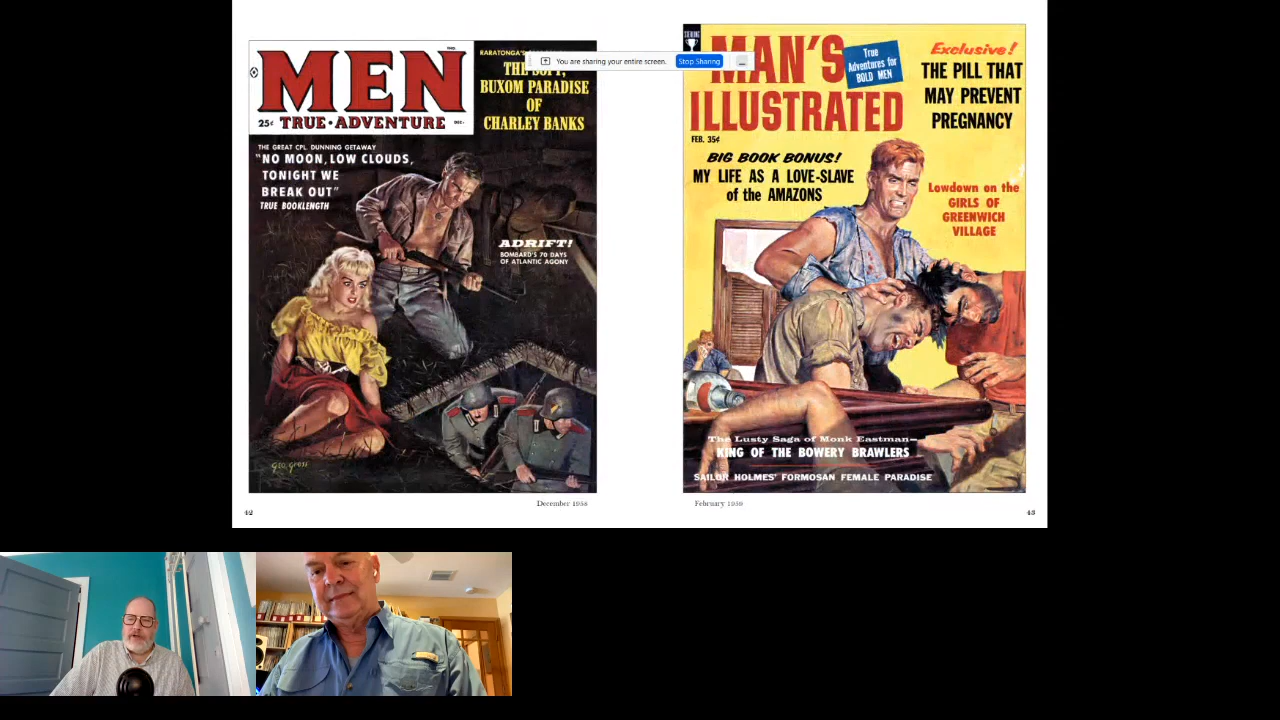 MEN
TRUE • ADVENTURE
25¢
DEC.
THE GREAT CPL. DUNNING GETAWAY
"NO MOON, LOW CLOUDS,
TONIGHT WE
BREAK OUT"
TRUE BOOKLENGTH
RARATONGA'S
THE SOFT,
BUXOM PARADISE
OF
CHARLEY BANKS
ADRIFT!
BOMBARD'S 70 DAYS
OF ATLANTIC AGONY
geo. gross
December 1958
42
You are sharing your entire screen.
Stop Sharing
MAN'S
ILLUSTRATED
True
Adventures for
BOLD MEN
FEB. 35¢
Exclusive!
THE PILL THAT
MAY PREVENT
PREGNANCY
BIG BOOK BONUS!
MY LIFE AS A LOVE-SLAVE
of the AMAZONS
Lowdown on the
GIRLS OF
GREENWICH
VILLAGE
The Lusty Saga of Monk Eastman—
KING OF THE BOWERY BRAWLERS
SAILOR HOLMES' FORMOSAN FEMALE PARADISE
February 1959
43